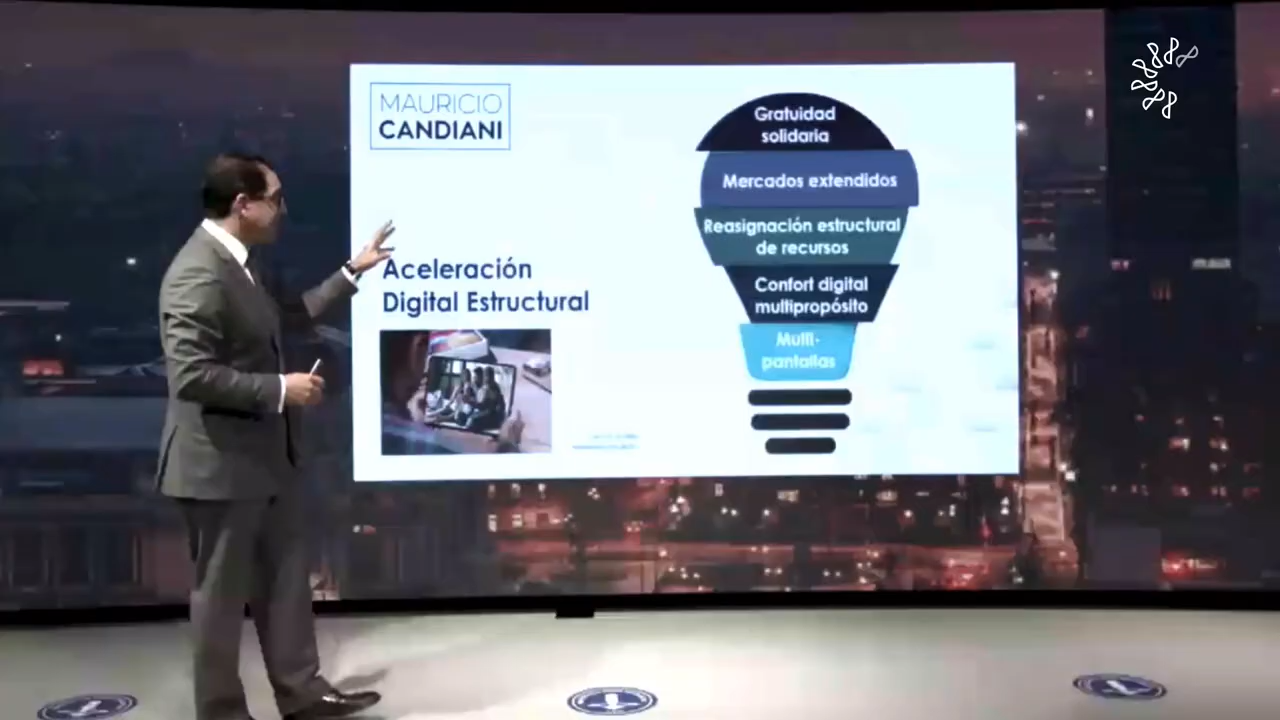 MAURICIO
CANDIANI
Aceleración
Digital Estructural
Gratuidad
solidaria
Mercados extendidos
Reasignación estructural
de recursos
Confort digital
multipropósito
Multi-
pantallas